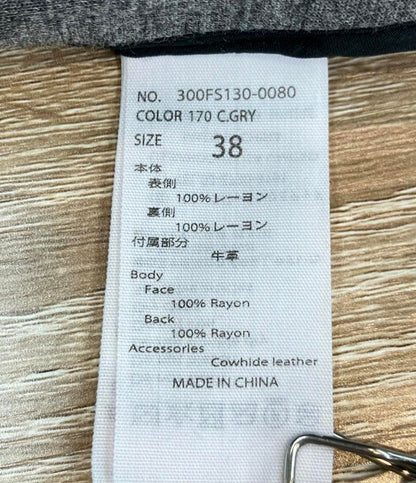 NO. 300FS130-0080
COLOR 170 C.GRY
SIZE 38
本体
表側
100%レーヨン
裏側
100%レーヨン
付属部分
牛革
Body
Face
100% Rayon
Back
100% Rayon
Accessories
Cowhide leather
MADE IN CHINA